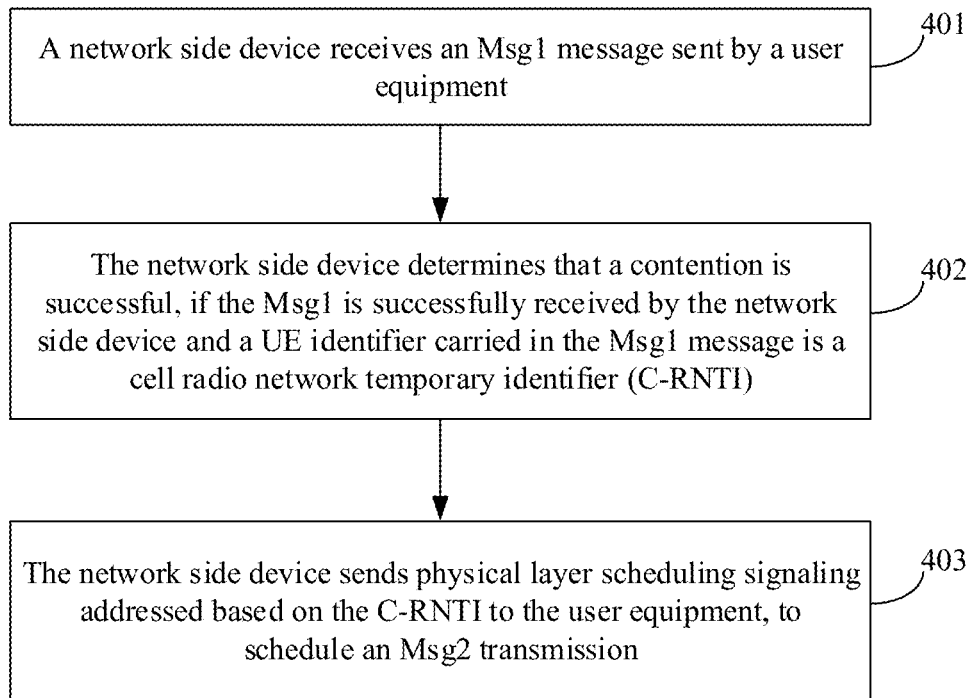 A network side device receives an Msg1 message sent by a user
equipment
401
The network side device determines that a contention is
successful, if the Msg1 is successfully received by the network
side device and a UE identifier carried in the Msg1 message is a
cell radio network temporary identifier (C-RNTI)
402
The network side device sends physical layer scheduling signaling
addressed based on the C-RNTI to the user equipment, to
schedule an Msg2 transmission
403